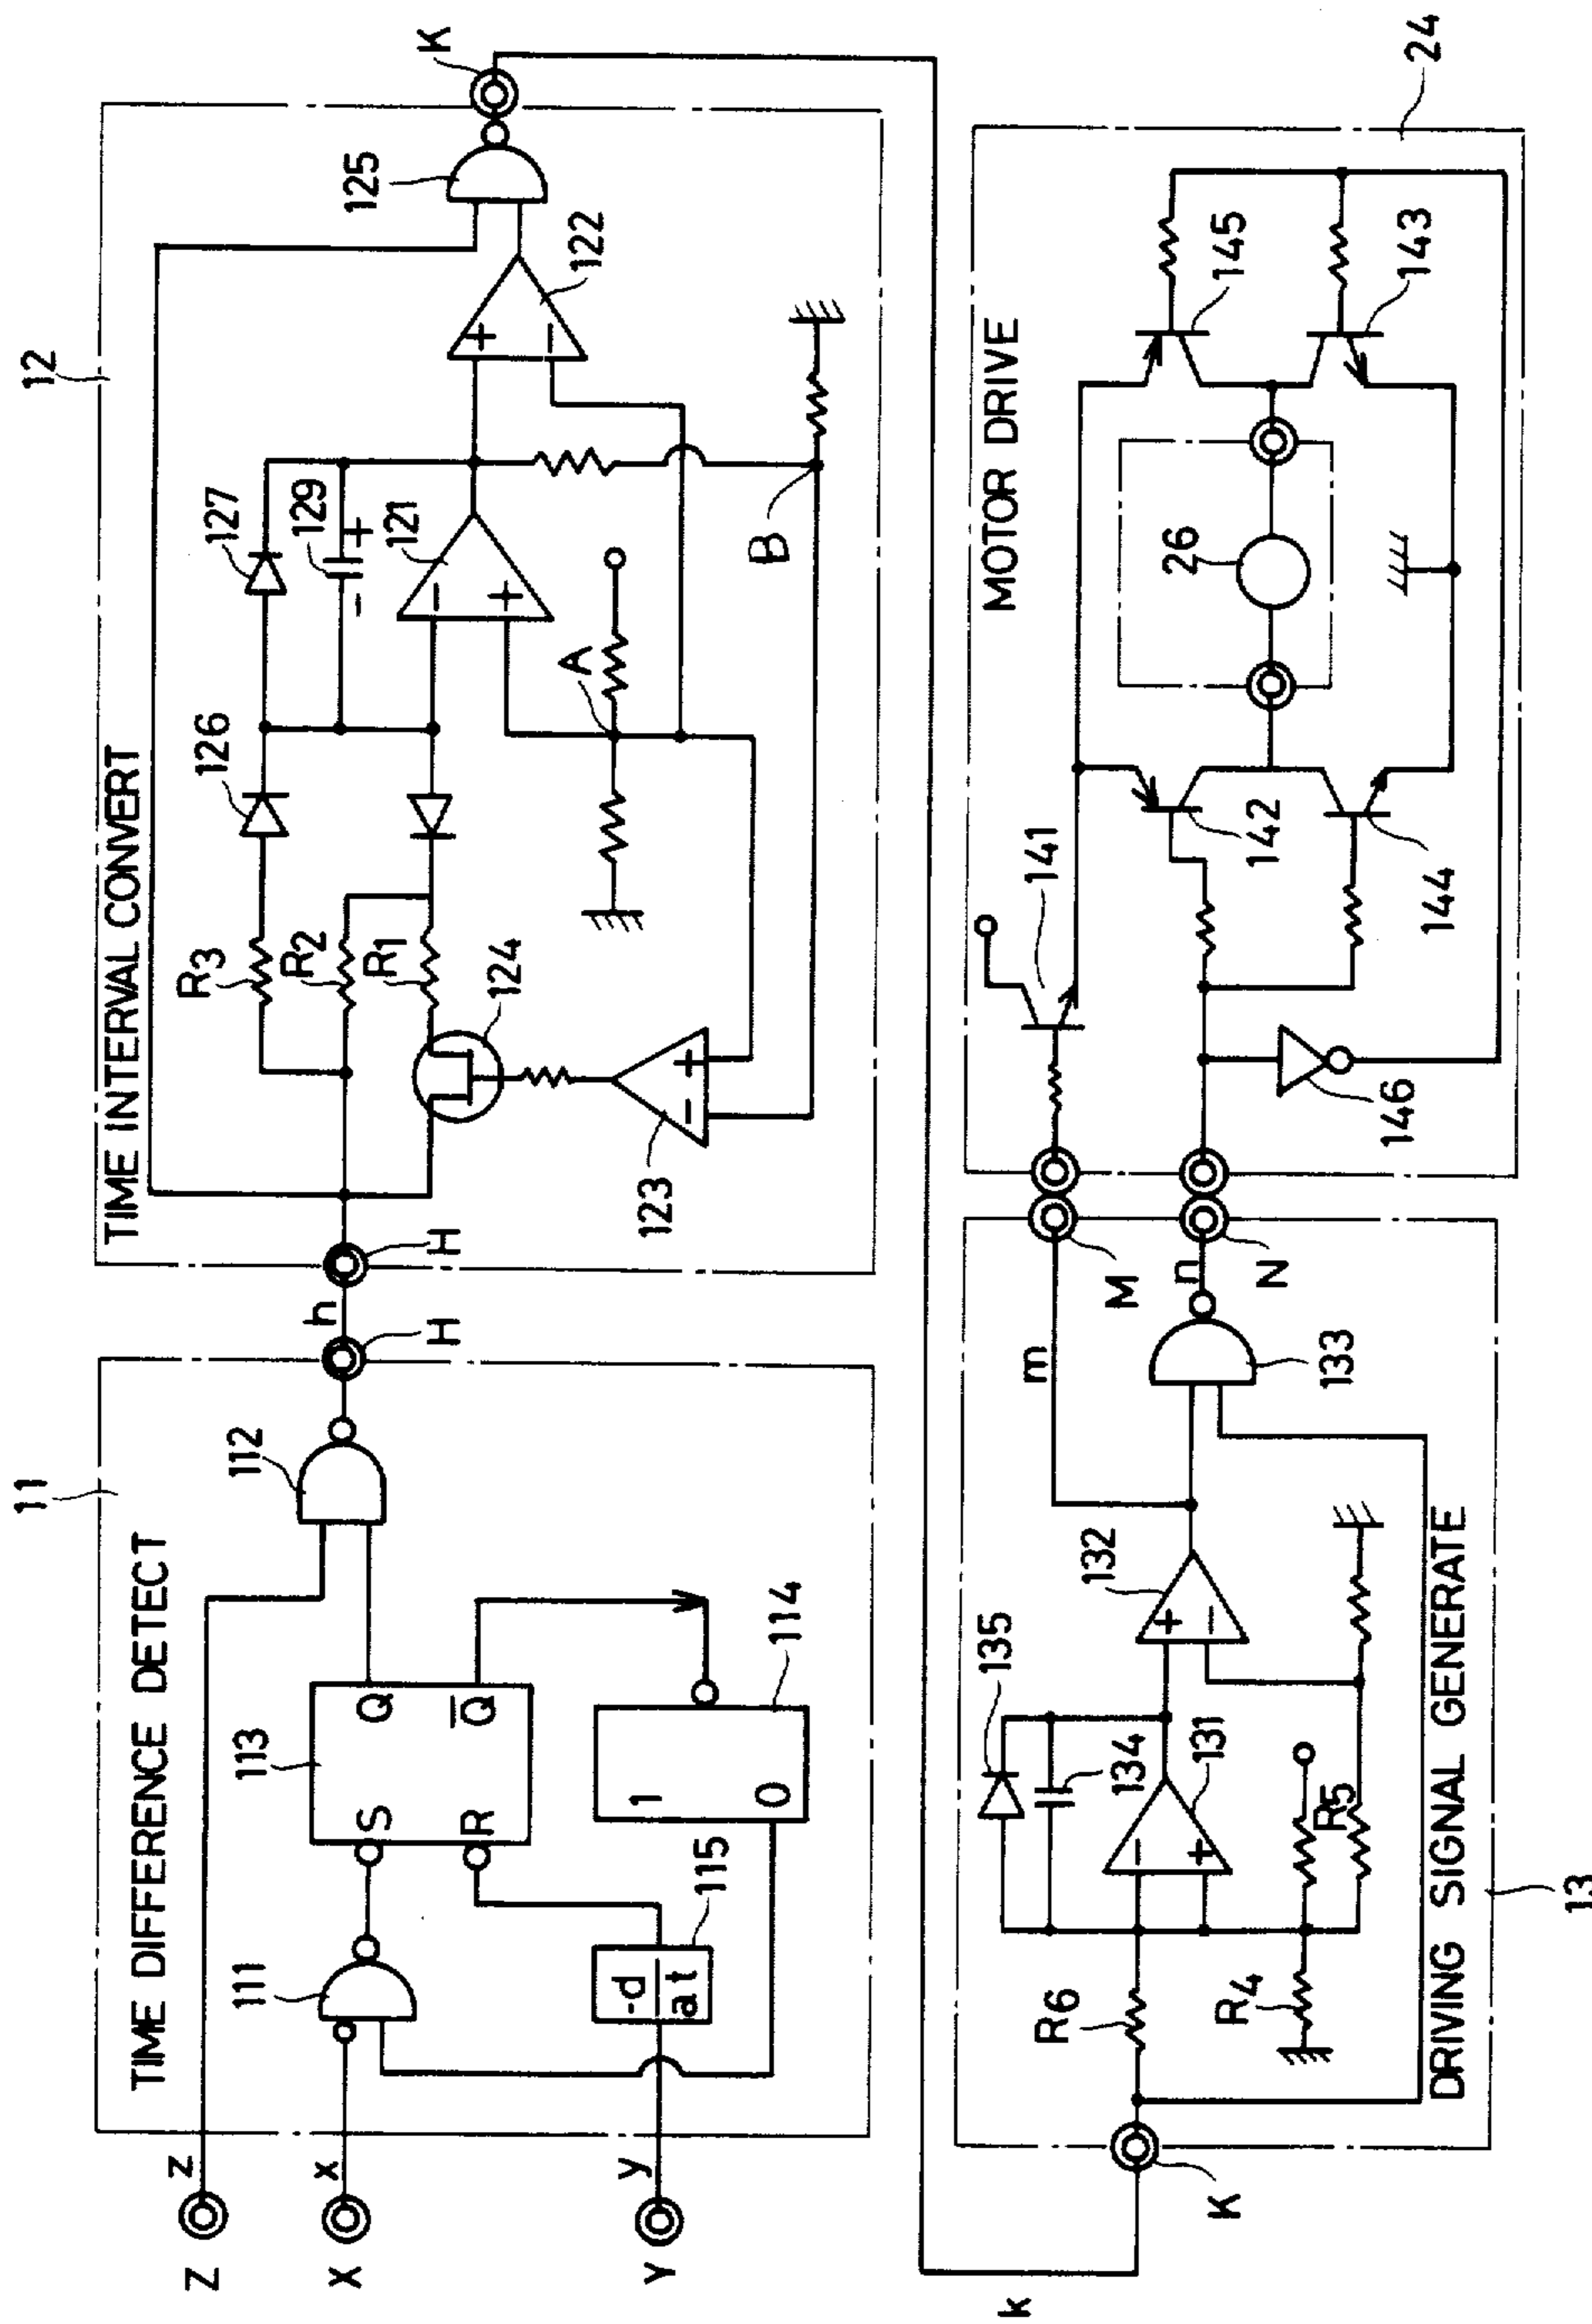 11
TIME DIFFERENCE DETECT
Z
z
X
x
Y
y
111
112
113
S
R
Q
Q̅
114
1
0
115
-d
at
H
h
H
12
TIME INTERVAL CONVERT
R3
R2
R1
126
127
129
- +
121
-
+
A
B
122
+
-
123
-
+
124
125
K
k
K
13
DRIVING SIGNAL GENERATE
R6
R4
R5
135
134
131
-
+
132
+
-
133
m
n
M
N
24
MOTOR DRIVE
141
142
143
144
145
146
26